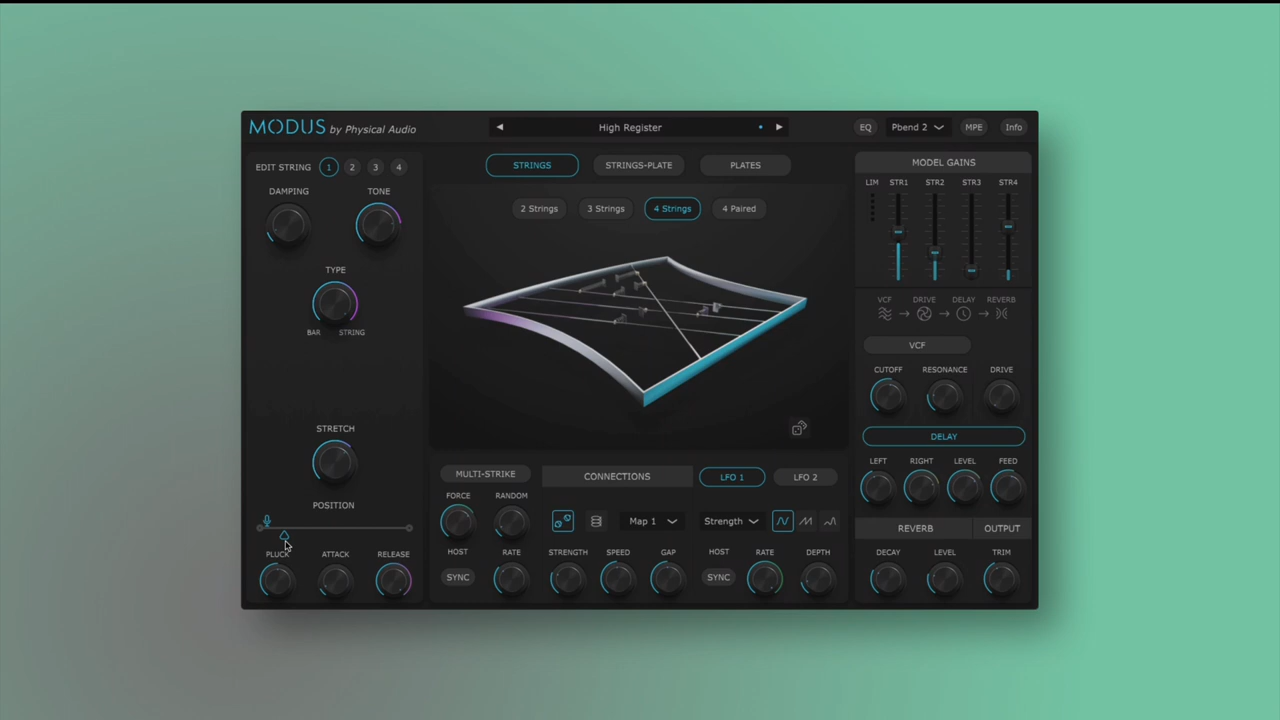 MODUS by Physical Audio
High Register
EQ
Pbend 2
MPE
Info
EDIT STRING 1 2 3 4
DAMPING
TONE
TYPE
BAR
STRING
STRETCH
POSITION
PLUCK
ATTACK
RELEASE
STRINGS
STRINGS-PLATE
PLATES
2 Strings
3 Strings
4 Strings
4 Paired
MULTI-STRIKE
FORCE
RANDOM
HOST
RATE
SYNC
CONNECTIONS
Map 1
STRENGTH
SPEED
GAP
LFO 1
LFO 2
Strength
HOST
RATE
DEPTH
SYNC
MODEL GAINS
LIM
STR1
STR2
STR3
STR4
VCF
DRIVE
DELAY
REVERB
VCF
CUTOFF
RESONANCE
DRIVE
DELAY
LEFT
RIGHT
LEVEL
FEED
REVERB
OUTPUT
DECAY
LEVEL
TRIM